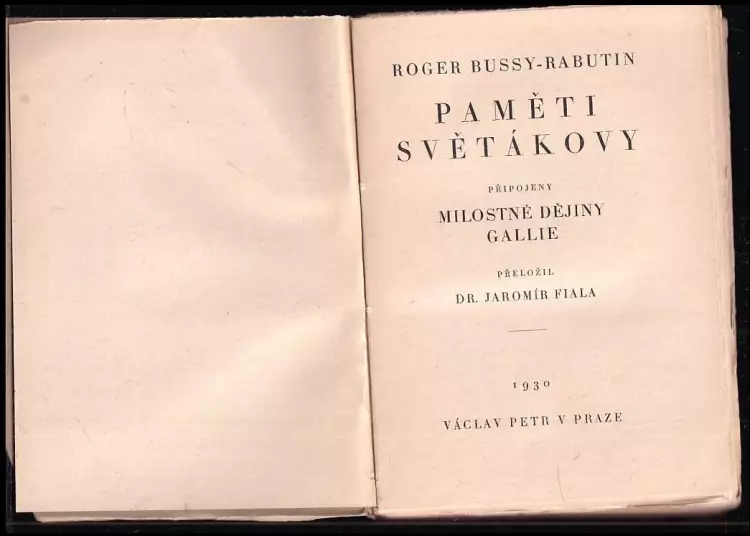 ROGER BUSSY-RABUTIN
PAMĚTI
SVĚTÁKOVY
PŘIPOJENY
MILOSTNÉ DĚJINY
GALLIE
PŘELOŽIL
DR. JAROMÍR FIALA
1930
VÁCLAV PETR V PRAZE